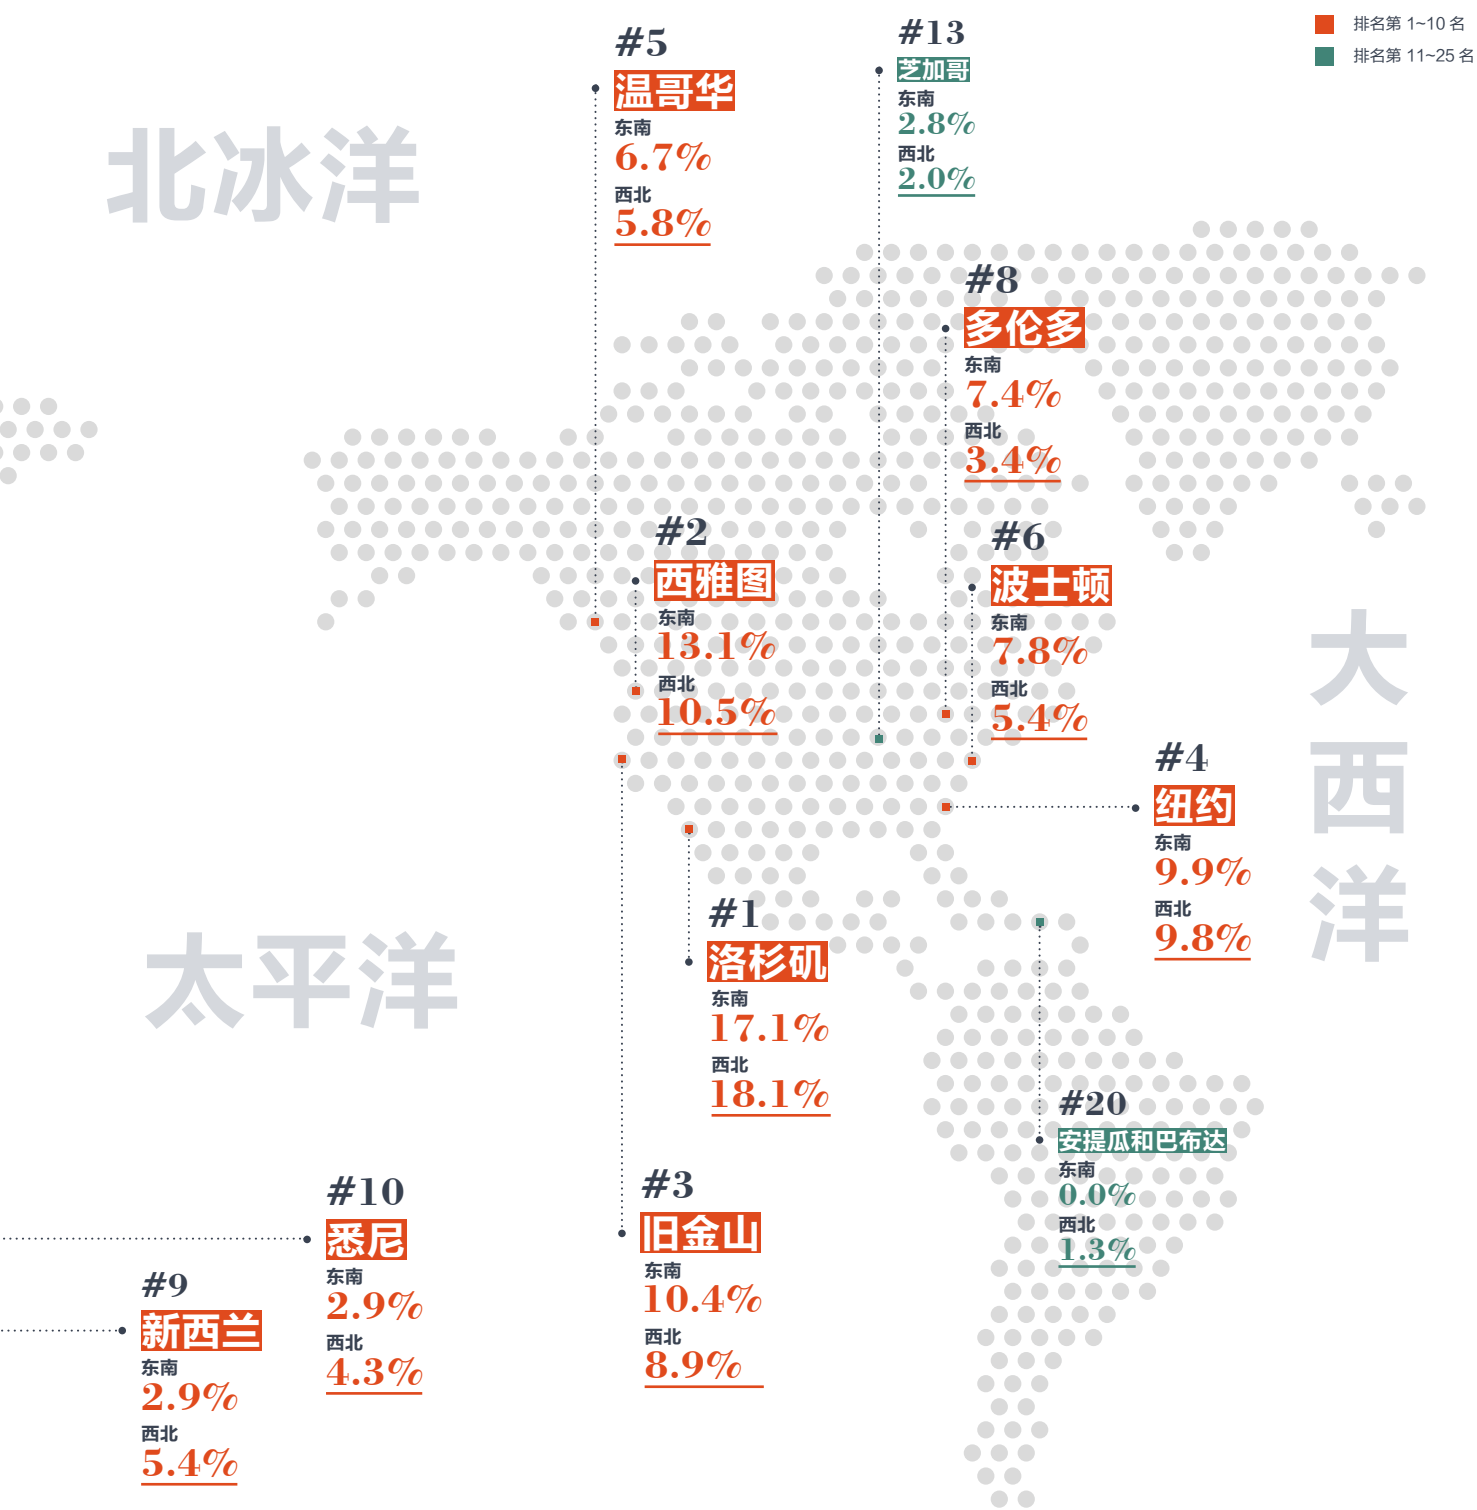 排名第 1~10 名
排名第 11~25 名
#5
温哥华
东南
6.7%
西北
5.8%
#13
芝加哥
东南
2.8%
西北
2.0%
北冰洋
#8
多伦多
东南
7.4%
西北
3.4%
#2
西雅图
东南
13.1%
西北
10.5%
#6
波士顿
东南
7.8%
西北
5.4%
大
西
洋
#4
纽约
东南
9.9%
西北
9.8%
#1
洛杉矶
东南
17.1%
西北
18.1%
太平洋
#20
安提瓜和巴布达
东南
0.0%
西北
1.3%
#3
旧金山
东南
10.4%
西北
8.9%
#10
悉尼
东南
2.9%
西北
4.3%
#9
新西兰
东南
2.9%
西北
5.4%